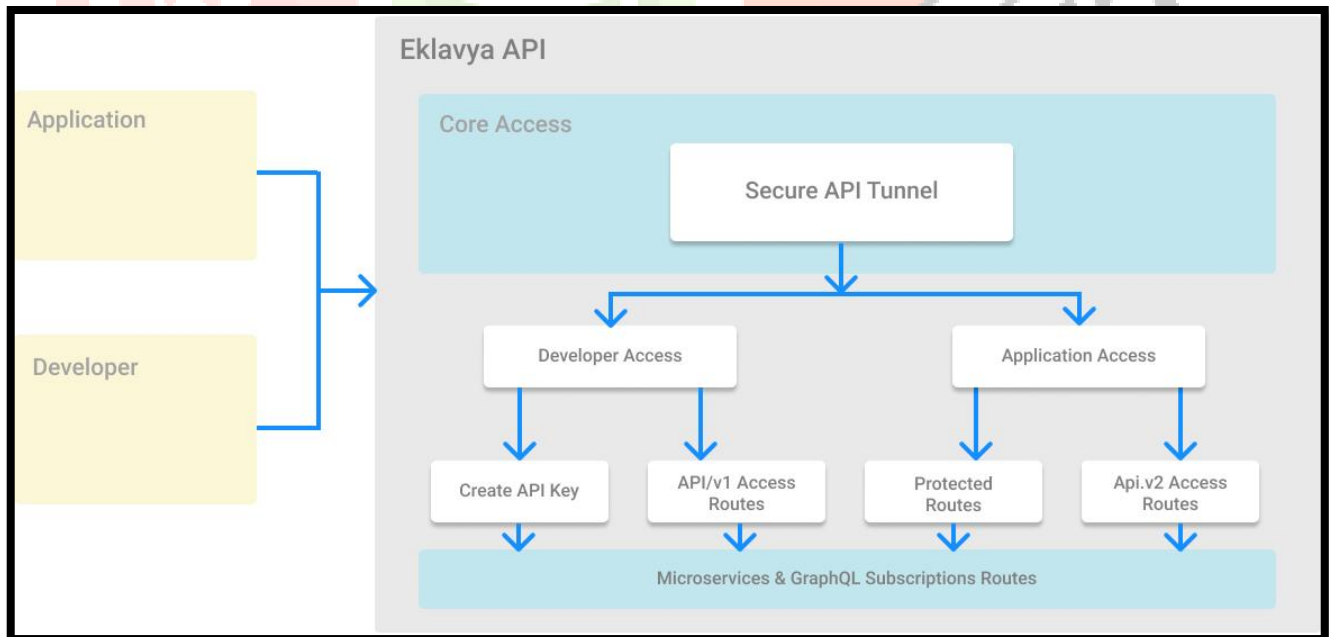 Eklavya API
Application
Core Access
Secure API Tunnel
Developer
Developer Access
Application Access
Create API Key
API/v1 Access
Routes
Protected
Routes
Api.v2 Access
Routes
Microservices & GraphQL Subscriptions Routes